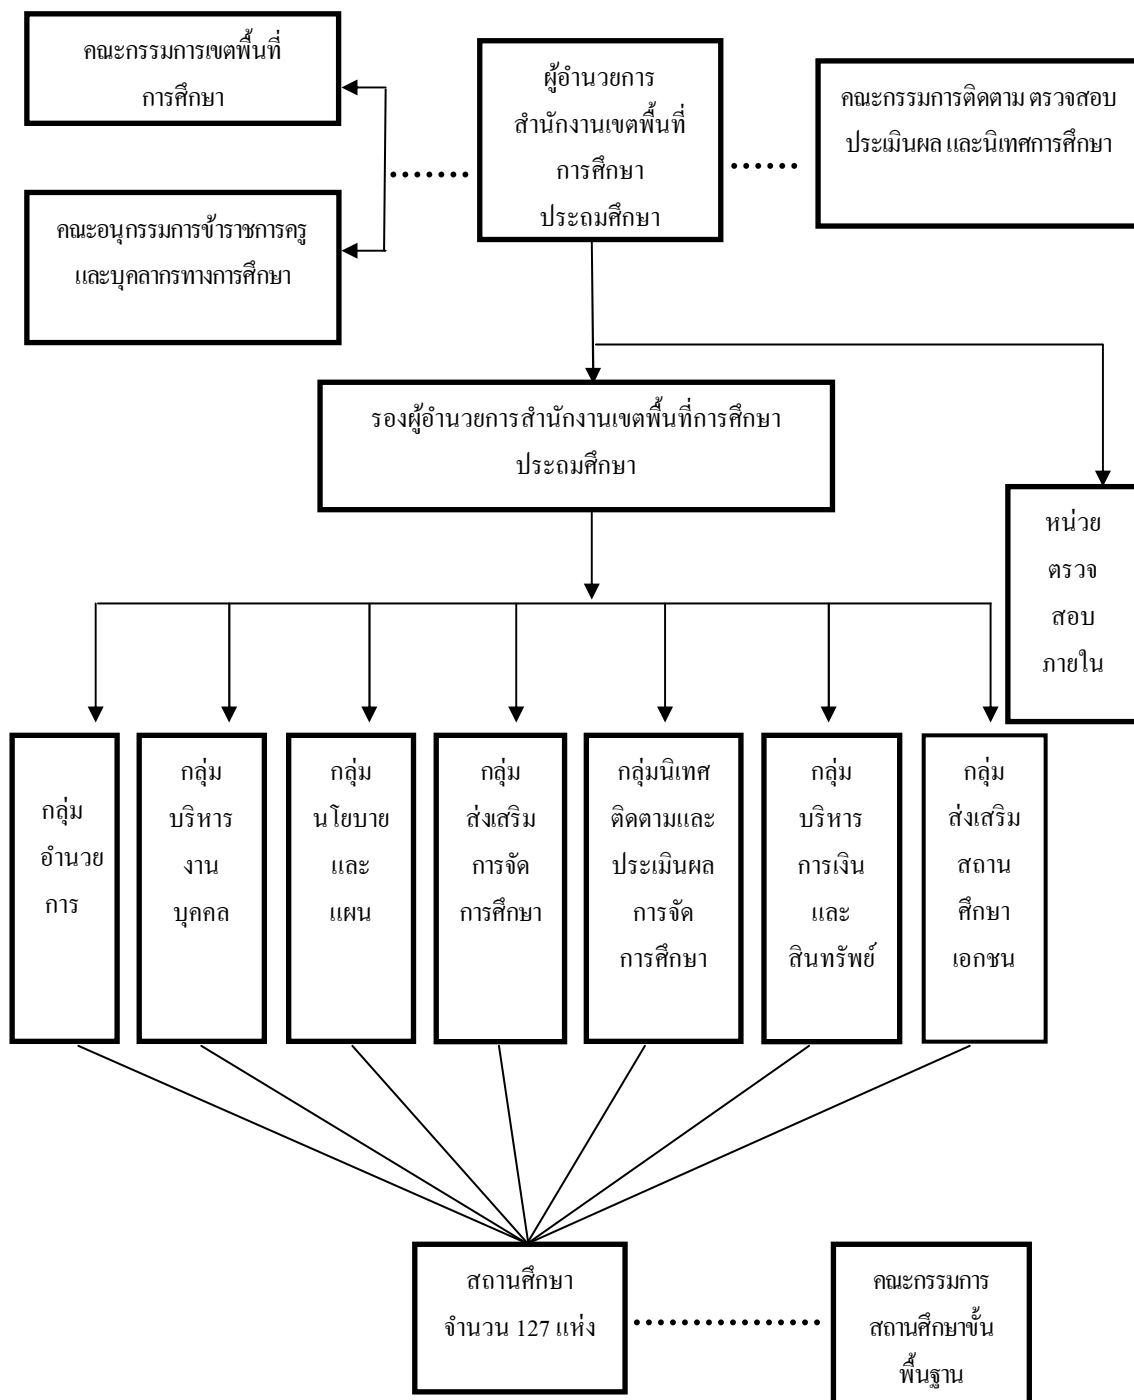 คณะกรรมการเขตพื้นที่
การศึกษา
ผู้อำนวยการ
สำนักงานเขตพื้นที่
การศึกษา
ประถมศึกษา
คณะกรรมการติดตาม ตรวจสอบ
ประเมินผล และนิเทศการศึกษา
คณะอนุกรรมการข้าราชการครู
และบุคลากรทางการศึกษา
รองผู้อำนวยการสำนักงานเขตพื้นที่การศึกษา
ประถมศึกษา
หน่วย
ตรวจ
สอบ
ภายใน
กลุ่ม
อำนวย
การ
กลุ่ม
บริหาร
งาน
บุคคล
กลุ่ม
นโยบาย
และ
แผน
กลุ่ม
ส่งเสริม
การจัด
การศึกษา
กลุ่มนิเทศ
ติดตามและ
ประเมินผล
การจัด
การศึกษา
กลุ่ม
บริหาร
การเงิน
และ
สินทรัพย์
กลุ่ม
ส่งเสริม
สถาน
ศึกษา
เอกชน
สถานศึกษา
จำนวน 127 แห่ง
คณะกรรมการ
สถานศึกษาขั้น
พื้นฐาน